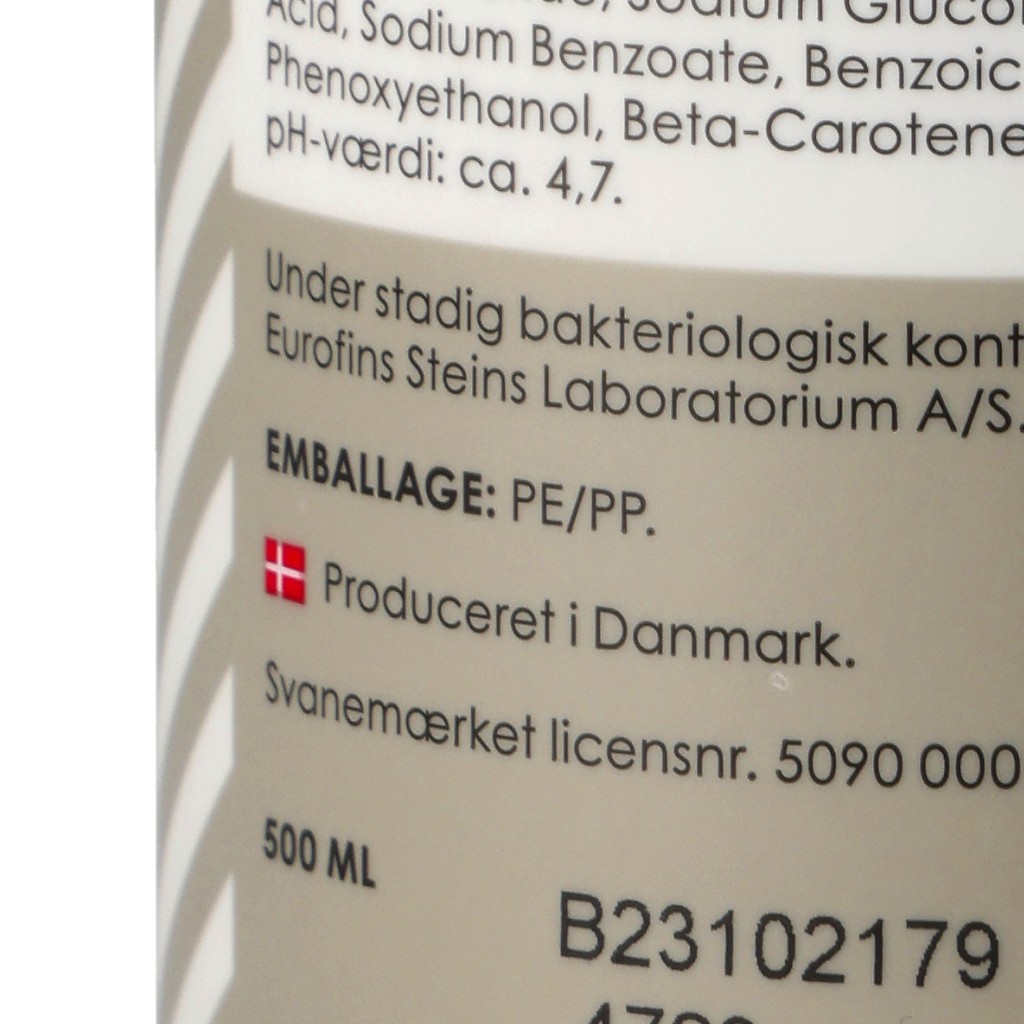 Acid, Sodium Benzoate, Benzoic
Phenoxyethanol, Beta-Carotene
pH-værdi: ca. 4,7.
Under stadig bakteriologisk kont
Eurofins Steins Laboratorium A/S.
EMBALLAGE: PE/PP.
Produceret i Danmark.
Svanemærket licensnr. 5090 000
500 ML
B23102179